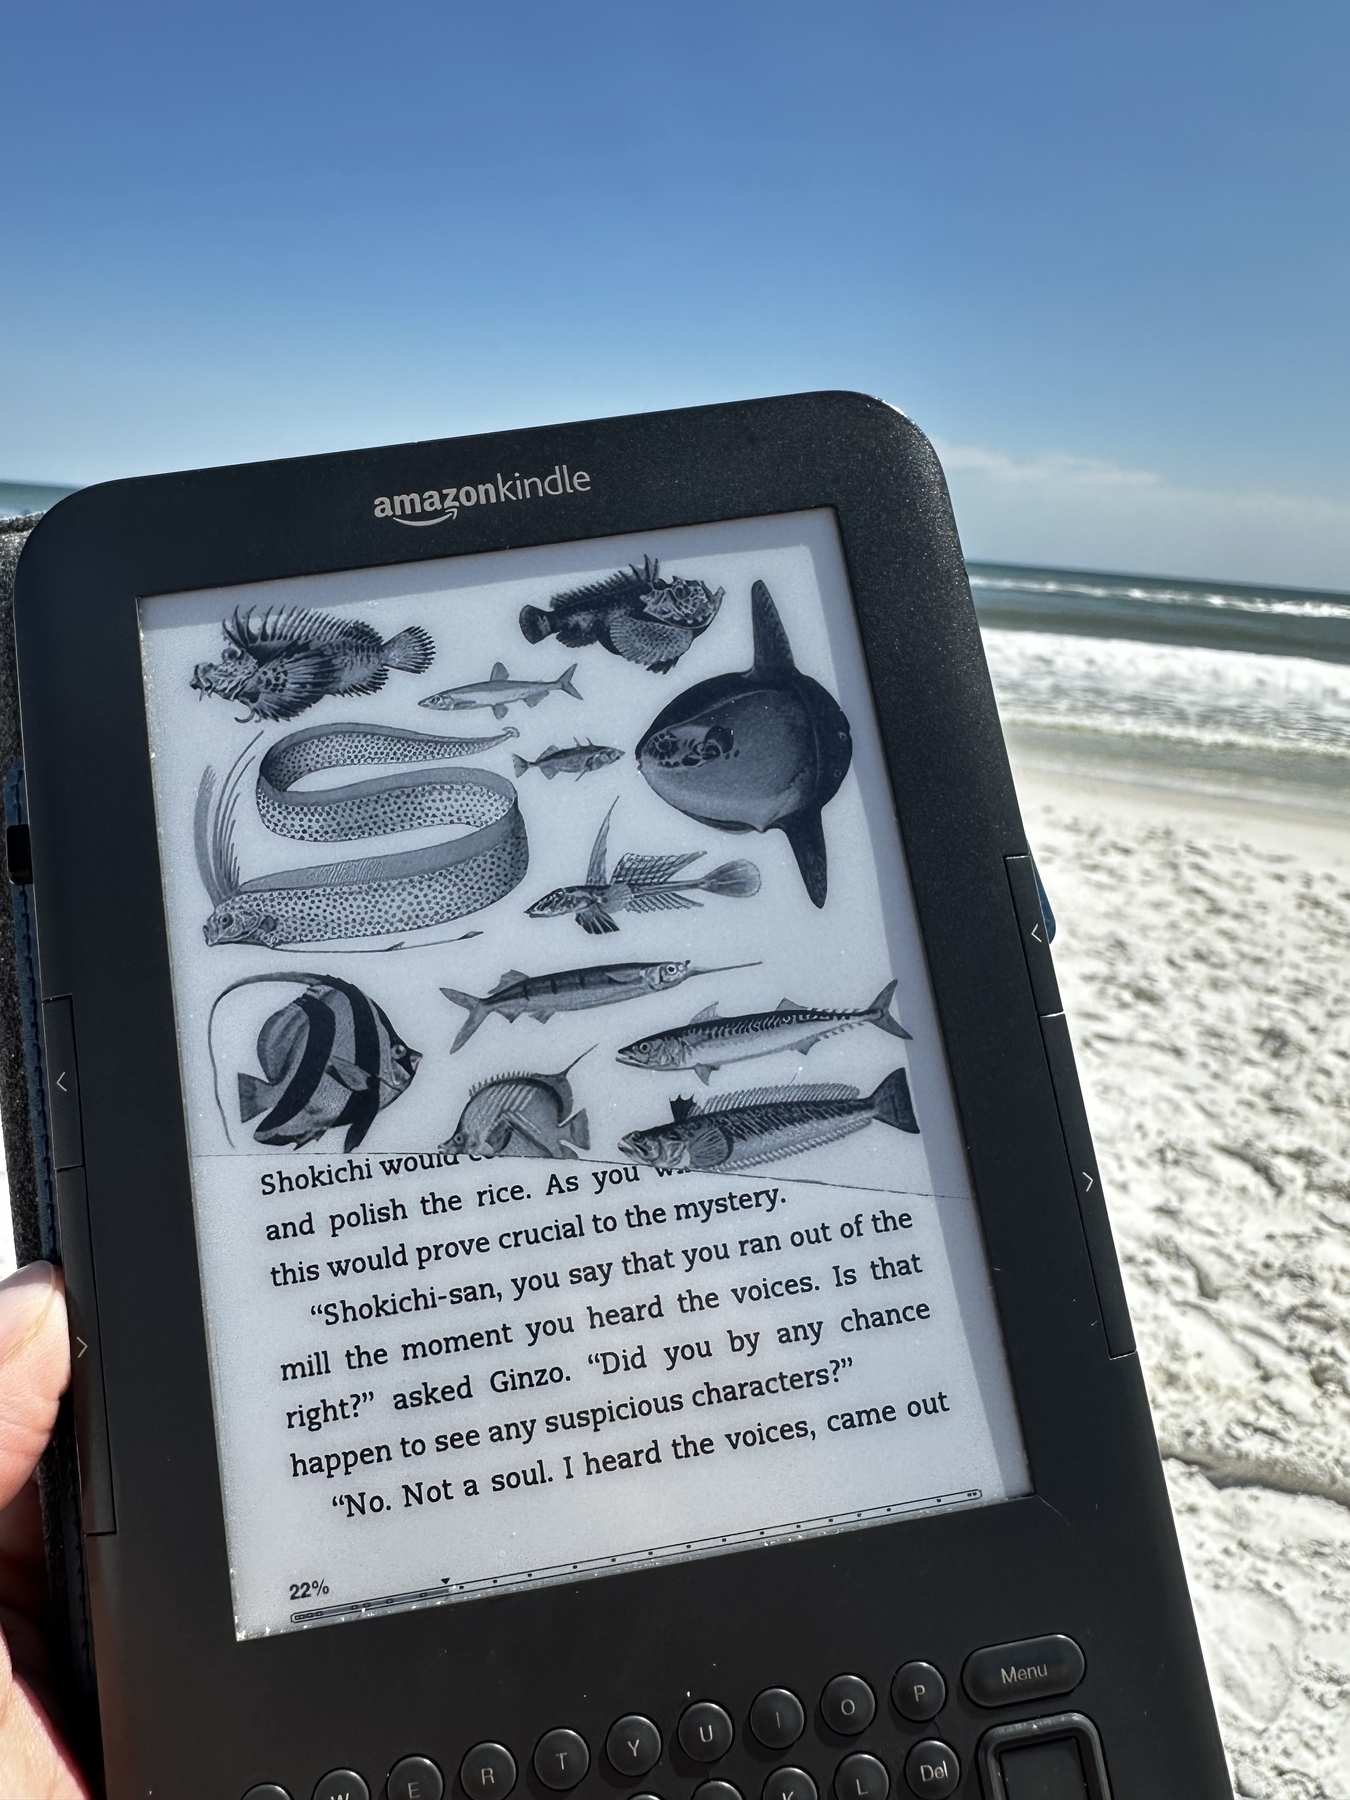 amazonkindle
Shokichi would
and polish the rice. As you
this would prove crucial to the mystery.
“Shokichi-san, you say that you ran out of the
mill the moment you heard the voices. Is that
right?” asked Ginzo. “Did you by any chance
happen to see any suspicious characters?”
“No. Not a soul. I heard the voices, came out
22%
W E R T Y U I O P Menu
K L Del